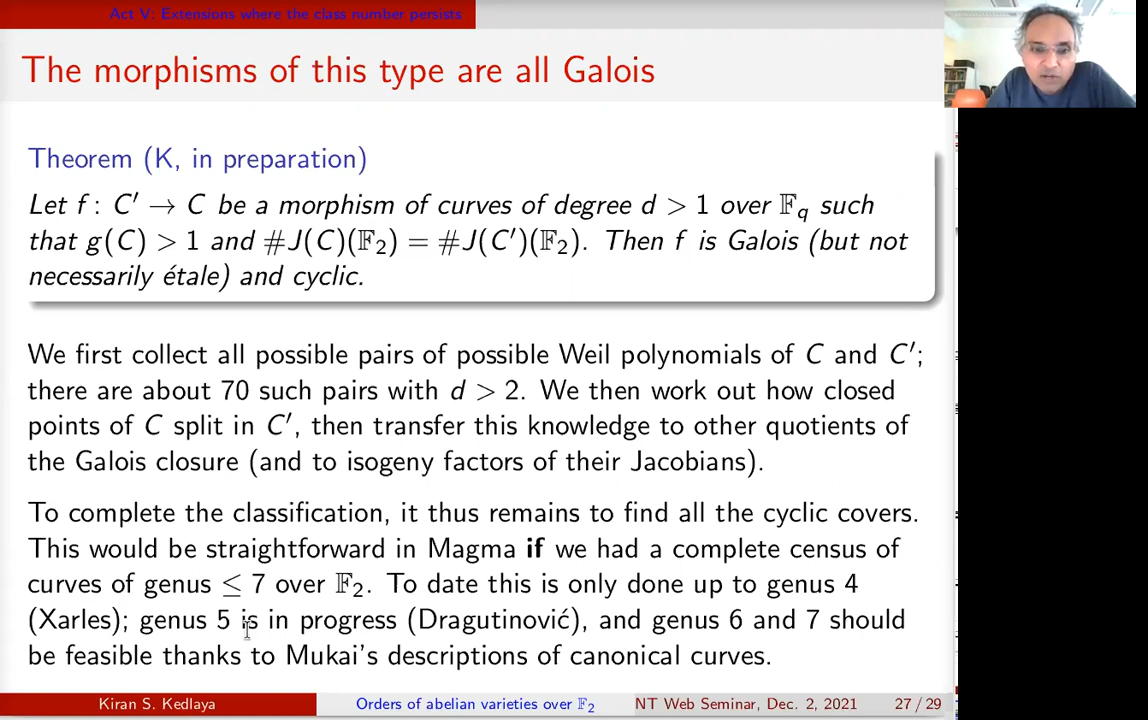 Act V: Extensions where the class number persists
The morphisms of this type are all Galois
Theorem (K, in preparation)
Let f: C′ → C be a morphism of curves of degree d > 1 over 𝔽_q such
that g(C) > 1 and #J(C)(𝔽₂) = #J(C′)(𝔽₂). Then f is Galois (but not
necessarily étale) and cyclic.
We first collect all possible pairs of possible Weil polynomials of C and C′;
there are about 70 such pairs with d > 2. We then work out how closed
points of C split in C′, then transfer this knowledge to other quotients of
the Galois closure (and to isogeny factors of their Jacobians).
To complete the classification, it thus remains to find all the cyclic covers.
This would be straightforward in Magma if we had a complete census of
curves of genus ≤ 7 over 𝔽₂. To date this is only done up to genus 4
(Xarles); genus 5 is in progress (Dragutinović), and genus 6 and 7 should
be feasible thanks to Mukai's descriptions of canonical curves.
Kiran S. Kedlaya
Orders of abelian varieties over 𝔽₂
NT Web Seminar, Dec. 2, 2021
27 / 29